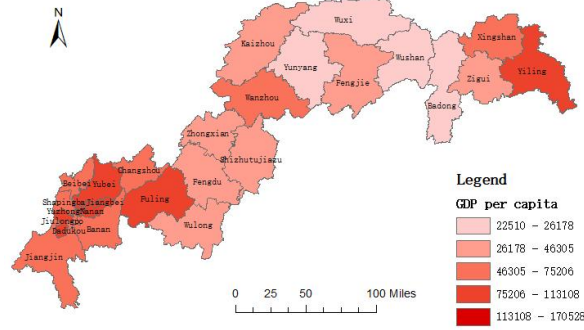 N
Wuxi
Kaizhou
Xingshan
Yunyang
Wushan
Yiling
Fengjie
Zigui
Wanzhou
Badong
Zhongxian
Shizhutujiazu
Changshou
Beibei
Yubei
Fengdu
Shapingba
Jiangbei
Fuling
Yuzhong
Nanan
Jiulongpo
Dadukou
Banan
Wulong
Jiangjin
0 25 50 100 Miles
Legend
GDP per capita
22510 - 26178
26178 - 46305
46305 - 75206
75206 - 113108
113108 - 170528